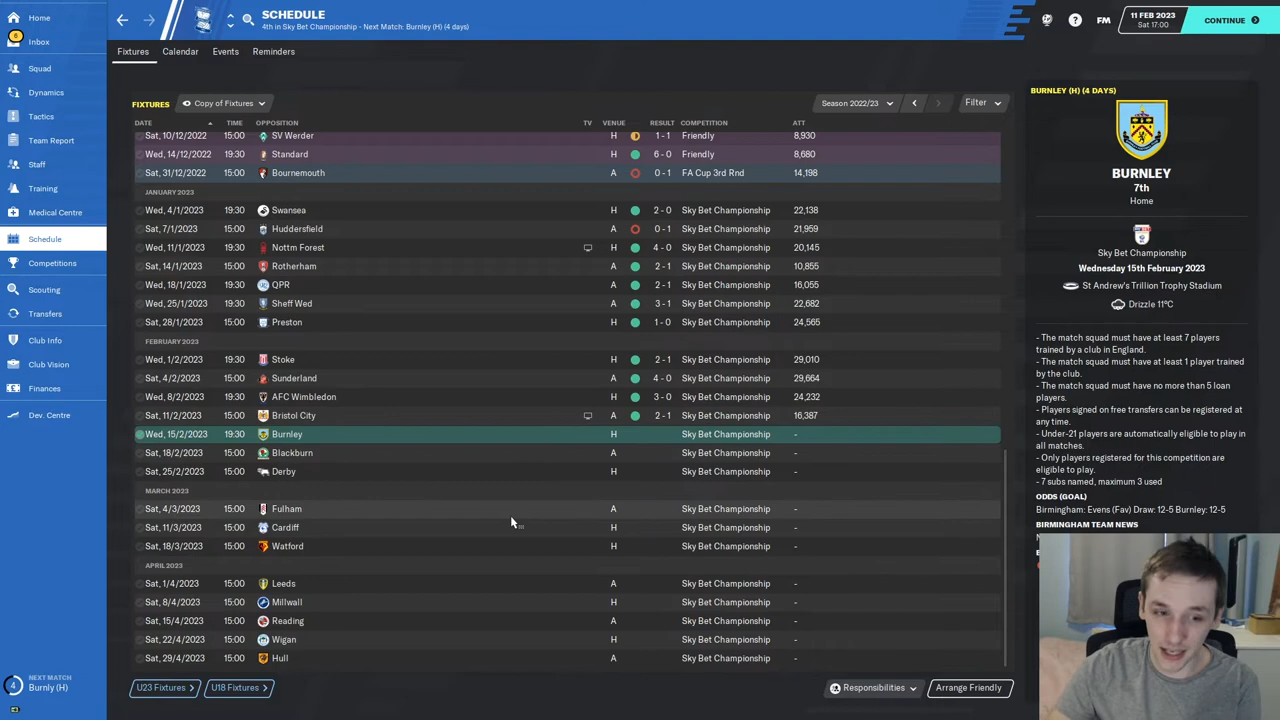 Home
6
Inbox
Squad
Dynamics
Tactics
Team Report
Staff
Training
Medical Centre
Schedule
Competitions
Scouting
Transfers
Club Info
Club Vision
Finances
Dev. Centre
4
NEXT MATCH
Burnly (H)
SCHEDULE
4th in Sky Bet Championship - Next Match: Burnley (H) (4 days)
FM
11 FEB 2023
Sat 17:00
CONTINUE
Fixtures Calendar Events Reminders
FIXTURES Copy of Fixtures Season 2022/23 Filter
DATE TIME OPPOSITION TV VENUE RESULT COMPETITION ATT
Sat, 10/12/2022 15:00 SV Werder H 1 - 1 Friendly 8,930
Wed, 14/12/2022 19:30 Standard H 6 - 0 Friendly 8,680
Sat, 31/12/2022 15:00 Bournemouth A 0 - 1 FA Cup 3rd Rnd 14,198
JANUARY 2023
Wed, 4/1/2023 19:30 Swansea H 2 - 0 Sky Bet Championship 22,138
Sat, 7/1/2023 15:00 Huddersfield A 0 - 1 Sky Bet Championship 21,959
Wed, 11/1/2023 19:30 Nottm Forest H 4 - 0 Sky Bet Championship 20,145
Sat, 14/1/2023 15:00 Rotherham A 2 - 1 Sky Bet Championship 10,855
Wed, 18/1/2023 19:30 QPR A 2 - 1 Sky Bet Championship 16,055
Wed, 25/1/2023 19:30 Sheff Wed A 3 - 1 Sky Bet Championship 22,682
Sat, 28/1/2023 15:00 Preston H 1 - 0 Sky Bet Championship 24,565
FEBRUARY 2023
Wed, 1/2/2023 19:30 Stoke H 2 - 1 Sky Bet Championship 29,010
Sat, 4/2/2023 15:00 Sunderland A 4 - 0 Sky Bet Championship 29,664
Wed, 8/2/2023 19:30 AFC Wimbledon H 3 - 0 Sky Bet Championship 24,232
Sat, 11/2/2023 15:00 Bristol City A 2 - 1 Sky Bet Championship 16,387
Wed, 15/2/2023 19:30 Burnley H Sky Bet Championship -
Sat, 18/2/2023 15:00 Blackburn A Sky Bet Championship -
Sat, 25/2/2023 15:00 Derby H Sky Bet Championship -
MARCH 2023
Sat, 4/3/2023 15:00 Fulham A Sky Bet Championship -
Sat, 11/3/2023 15:00 Cardiff H Sky Bet Championship -
Sat, 18/3/2023 15:00 Watford H Sky Bet Championship -
APRIL 2023
Sat, 1/4/2023 15:00 Leeds A Sky Bet Championship -
Sat, 8/4/2023 15:00 Millwall H Sky Bet Championship -
Sat, 15/4/2023 15:00 Reading A Sky Bet Championship -
Sat, 22/4/2023 15:00 Wigan H Sky Bet Championship -
Sat, 29/4/2023 15:00 Hull A Sky Bet Championship -
U23 Fixtures U18 Fixtures Responsibilities Arrange Friendly
BURNLEY (H) (4 DAYS)
BURNLEY
7th
Home
Sky Bet Championship
Wednesday 15th February 2023
St Andrew's Trillion Trophy Stadium
Drizzle 11°C
- The match squad must have at least 7 players
trained by a club in England.
- The match squad must have at least 1 player trained
by the club.
- The match squad must have no more than 5 loan
players.
- Players signed on free transfers can be registered at
any time.
- Under-21 players are automatically eligible to play in
all matches.
- Only players registered for this competition are
eligible to play.
- 7 subs named, maximum 3 used
ODDS (GOAL)
Birmingham: Evens (Fav) Draw: 12-5 Burnley: 12-5
BIRMINGHAM TEAM NEWS